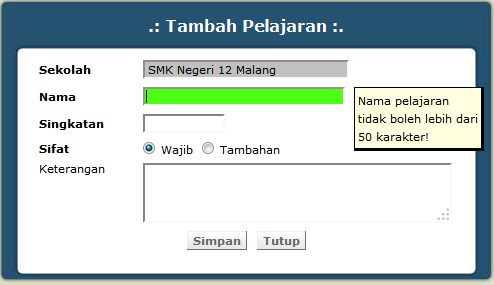 .: Tambah Pelajaran :.
Sekolah
SMK Negeri 12 Malang
Nama
Nama pelajaran
tidak boleh lebih dari
50 karakter!
Singkatan
Sifat
Wajib
Tambahan
Keterangan
Simpan
Tutup